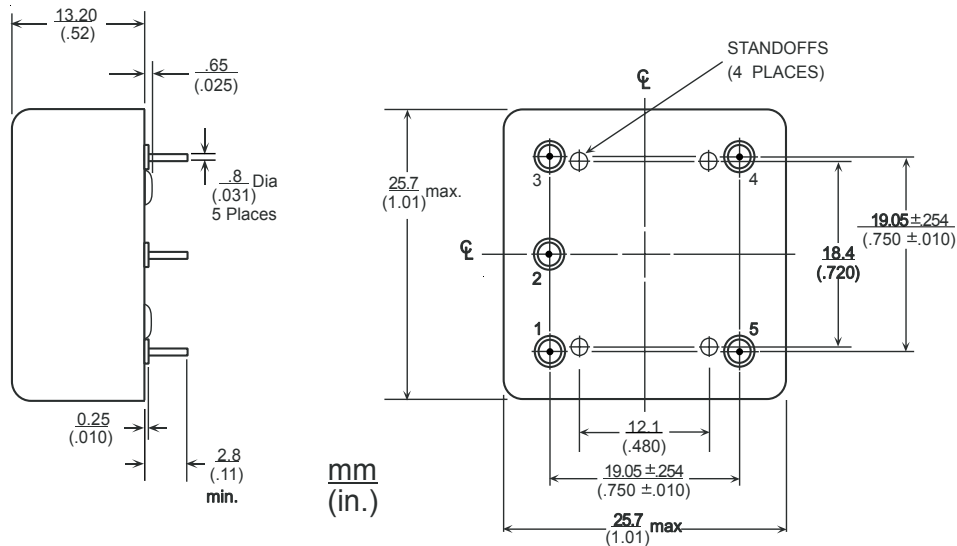 13.20
(.52)
.65
(.025)
.8 Dia
(.031)
5 Places
0.25
(.010)
2.8
(.11)
min.
mm
(in.)
STANDOFFS
(4 PLACES)
℄
25.7 max.
(1.01)
℄
3
4
2
1
5
18.4
(.720)
19.05 ±.254
(.750 ±.010)
12.1
(.480)
19.05 ±.254
(.750 ±.010)
25.7 max
(1.01)